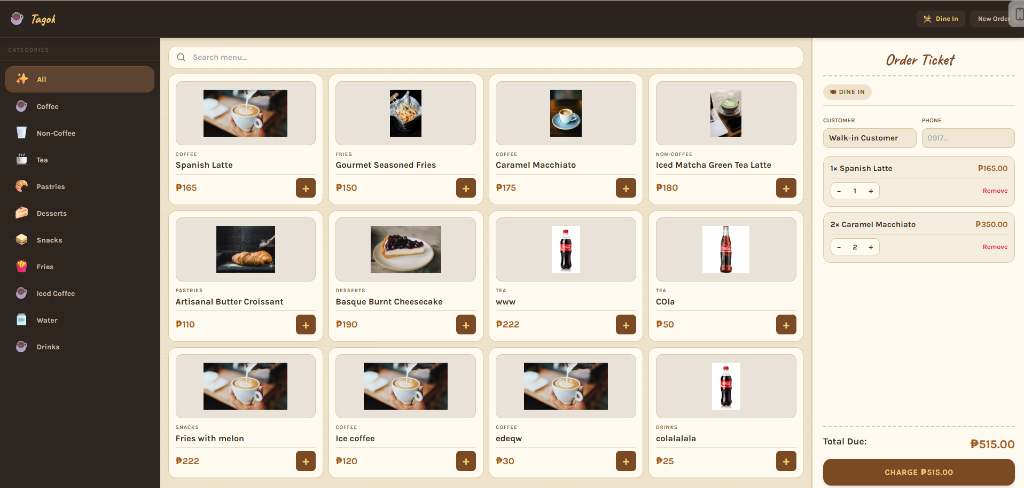 Tagok
Dine In
New Order
CATEGORIES
All
Coffee
Non-Coffee
Tea
Pastries
Desserts
Snacks
Fries
Iced Coffee
Water
Drinks
Search menu...
COFFEE
Spanish Latte
₱165
+
FRIES
Gourmet Seasoned Fries
₱150
+
COFFEE
Caramel Macchiato
₱175
+
NON-COFFEE
Iced Matcha Green Tea Latte
₱180
+
PASTRIES
Artisanal Butter Croissant
₱110
+
DESSERTS
Basque Burnt Cheesecake
₱190
+
TEA
www
₱222
+
TEA
COla
₱50
+
SNACKS
Fries with melon
₱222
+
COFFEE
Ice coffee
₱120
+
COFFEE
edeqw
₱30
+
DRINKS
colalalala
₱25
+
Order Ticket
DINE IN
CUSTOMER PHONE
Walk-in Customer 0917...
1× Spanish Latte ₱165.00
- 1 + Remove
2× Caramel Macchiato ₱350.00
- 2 + Remove
Total Due: ₱515.00
CHARGE ₱515.00